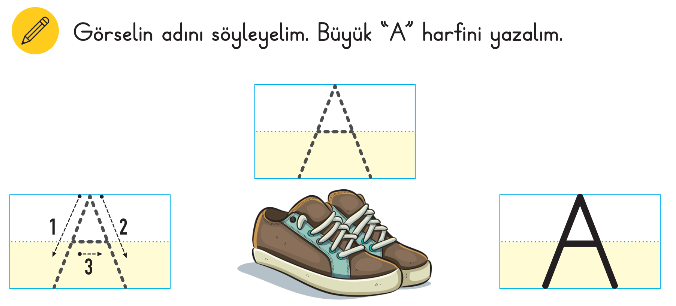 Görselin adını söyleyelim. Büyük “A” harfini yazalım.
A
A 1 2 3
A